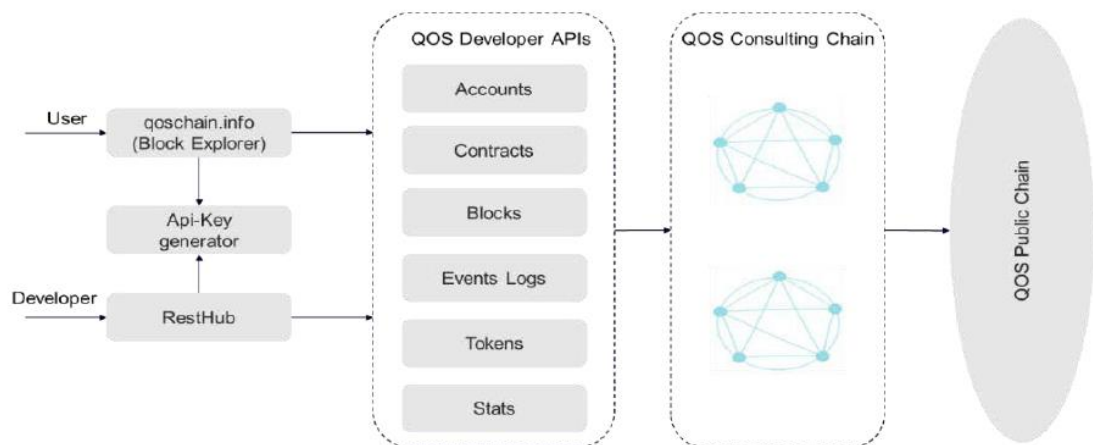 QOS Developer APIs
QOS Consulting Chain
Accounts
User
qoschain.info
(Block Explorer)
Contracts
Blocks
Api-Key
generator
QOS Public Chain
Events Logs
Developer
RestHub
Tokens
Stats